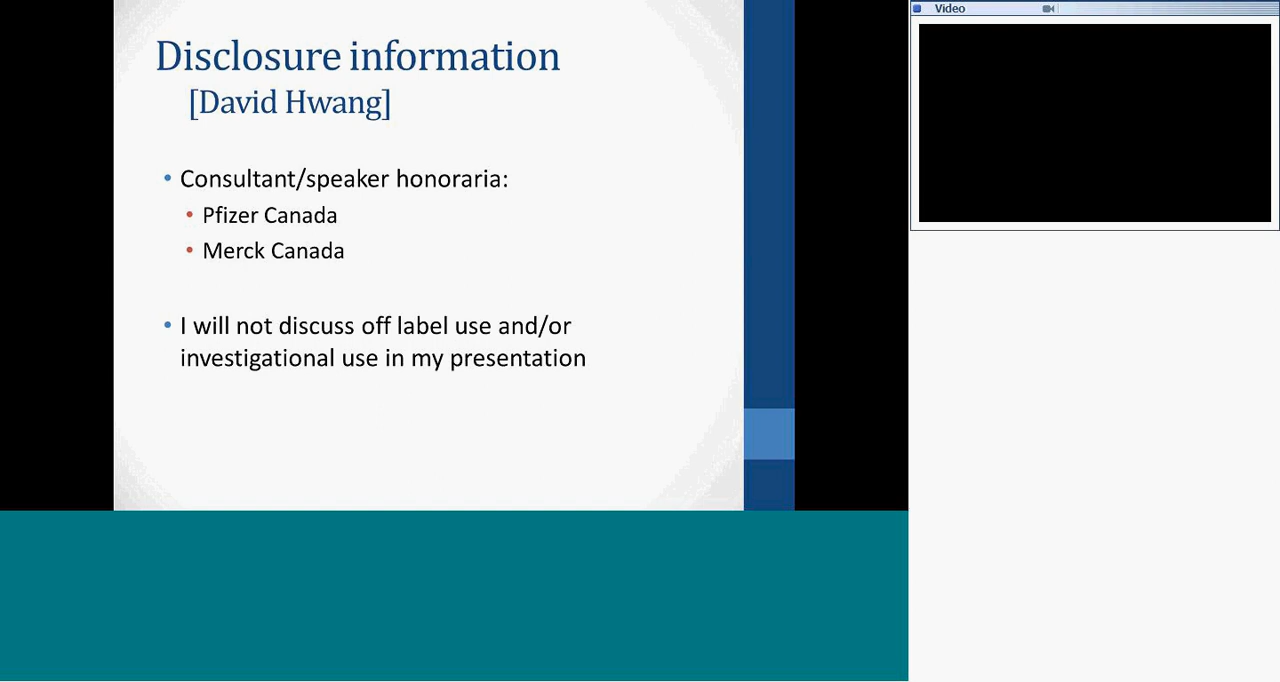 Disclosure information
[David Hwang]
• Consultant/speaker honoraria:
• Pfizer Canada
• Merck Canada
• I will not discuss off label use and/or
investigational use in my presentation
Video